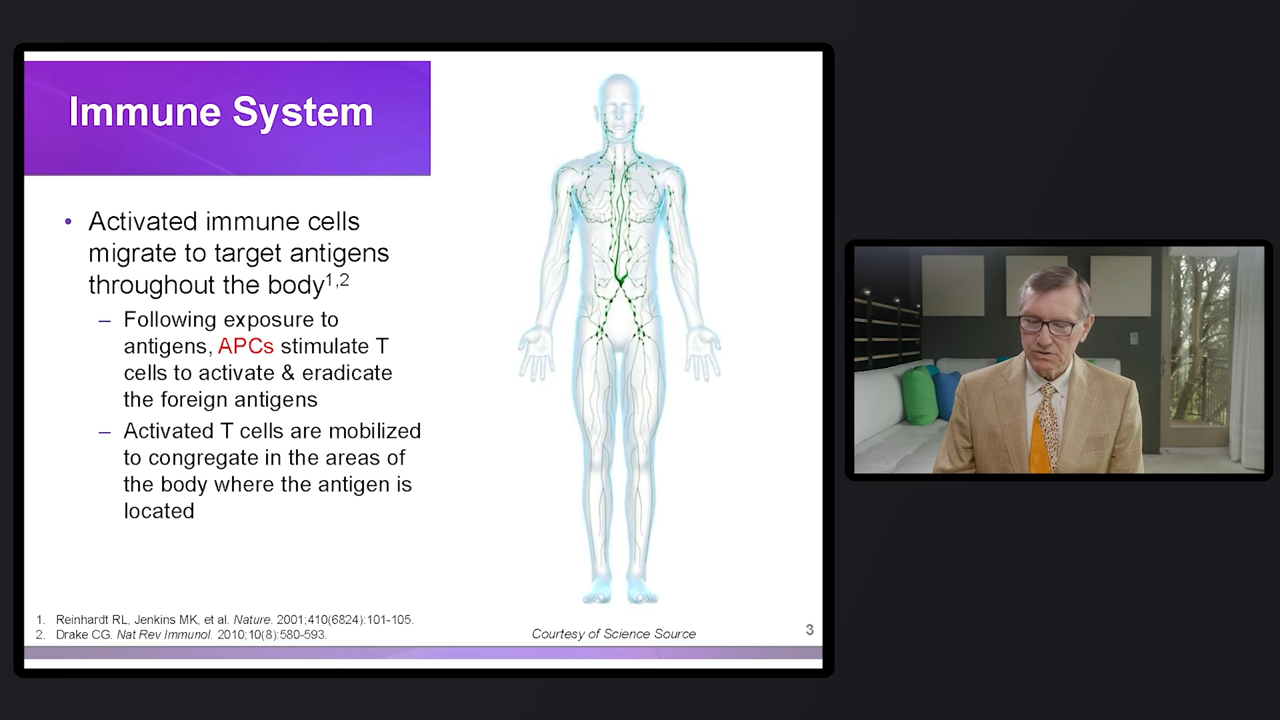 Immune System
• Activated immune cells
migrate to target antigens
throughout the body1,2
– Following exposure to
antigens, APCs stimulate T
cells to activate & eradicate
the foreign antigens
– Activated T cells are mobilized
to congregate in the areas of
the body where the antigen is
located
1. Reinhardt RL, Jenkins MK, et al. Nature. 2001;410(6824):101-105.
2. Drake CG. Nat Rev Immunol. 2010;10(8):580-593.
Courtesy of Science Source
3